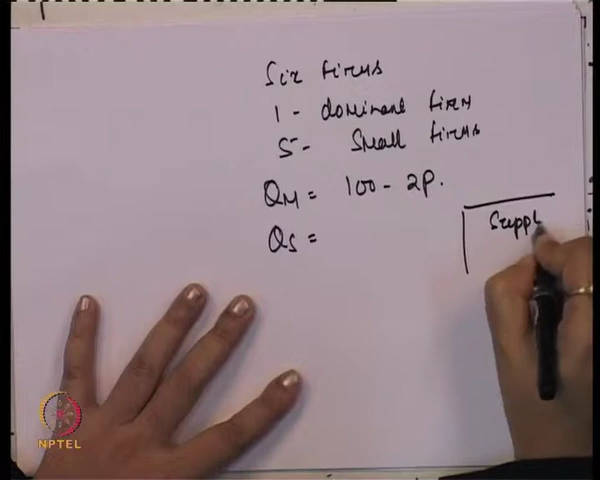 Six firms
1 - dominant firm
5 - Small firms
QM = 100 - 2P.
QS =
Suppl
NPTEL